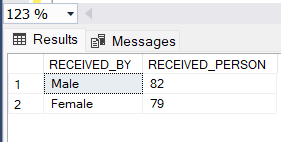 123 %
Results Messages
RECEIVED_BY RECEIVED_PERSON
1 Male 82
2 Female 79